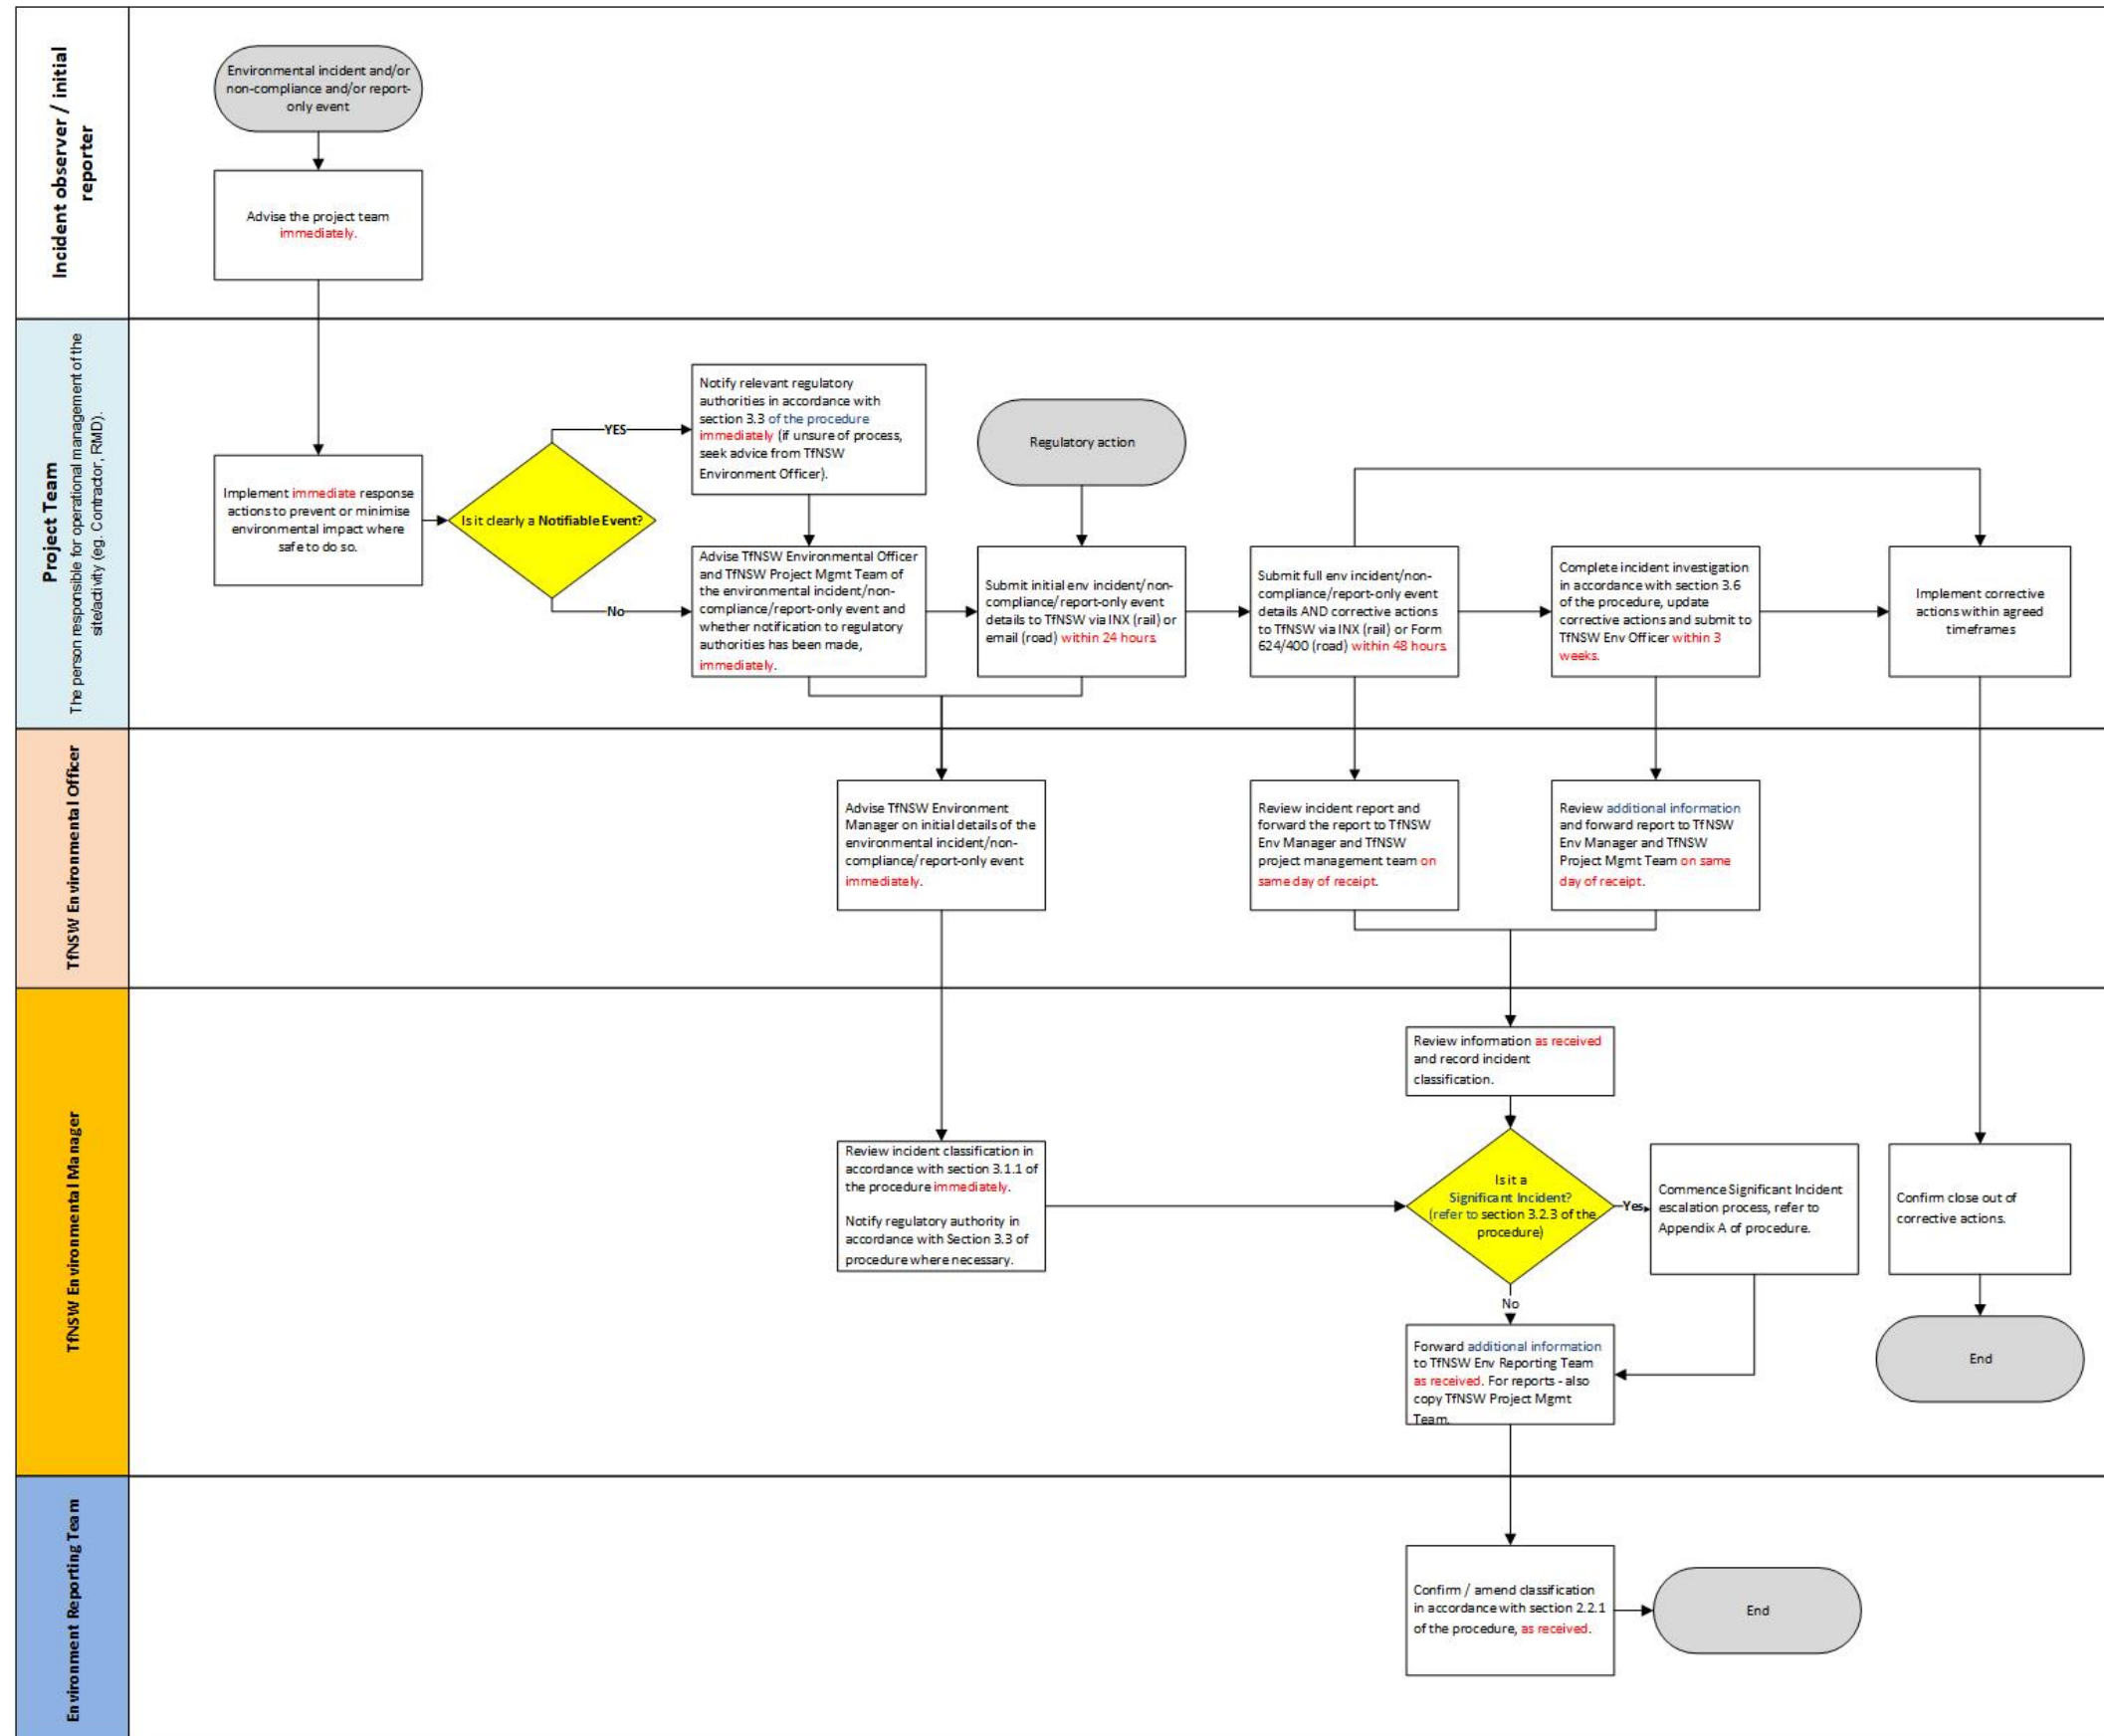 Incident observer / initial
reporter
Environmental incident and/or
non-compliance and/or report-
only event
Advise the project team
immediately.
Project Team
The person responsible for operational management of the
site/activity (eg. Contractor, RMD).
Implement immediate response
actions to prevent or minimise
environmental impact where
safe to do so.
Is it clearly a Notifiable Event?
YES
No
Notify relevant regulatory
authorities in accordance with
section 3.3 of the procedure
immediately (if unsure of process,
seek advice from TfNSW
Environment Officer).
Advise TfNSW Environmental Officer
and TfNSW Project Mgmt Team of
the environmental incident/non-
compliance/report-only event and
whether notification to regulatory
authorities has been made,
immediately.
Regulatory action
Submit initial env incident/non-
compliance/report-only event
details to TfNSW via INX (rail) or
email (road) within 24 hours.
Submit full env incident/non-
compliance/report-only event
details AND corrective actions
to TfNSW via INX (rail) or Form
624/400 (road) within 48 hours.
Complete incident investigation
in accordance with section 3.6
of the procedure, update
corrective actions and submit to
TfNSW Env Officer within 3
weeks.
Implement corrective
actions within agreed
timeframes
TfNSW Environmental Officer
Advise TfNSW Environment
Manager on initial details of the
environmental incident/non-
compliance/report-only event
immediately.
Review incident report and
forward the report to TfNSW
Env Manager and TfNSW
project management team on
same day of receipt.
Review additional information
and forward report to TfNSW
Env Manager and TfNSW
Project Mgmt Team on same
day of receipt.
TfNSW Environmental Manager
Review information as received
and record incident
classification.
Review incident classification in
accordance with section 3.1.1 of
the procedure immediately.
Notify regulatory authority in
accordance with Section 3.3 of
procedure where necessary.
Is it a
Significant Incident?
(refer to section 3.2.3 of the
procedure)
Yes
No
Commence Significant Incident
escalation process, refer to
Appendix A of procedure.
Confirm close out of
corrective actions.
Forward additional information
to TfNSW Env Reporting Team
as received. For reports - also
copy TfNSW Project Mgmt
Team.
End
Environment Reporting Team
Confirm / amend classification
in accordance with section 2.2.1
of the procedure, as received.
End